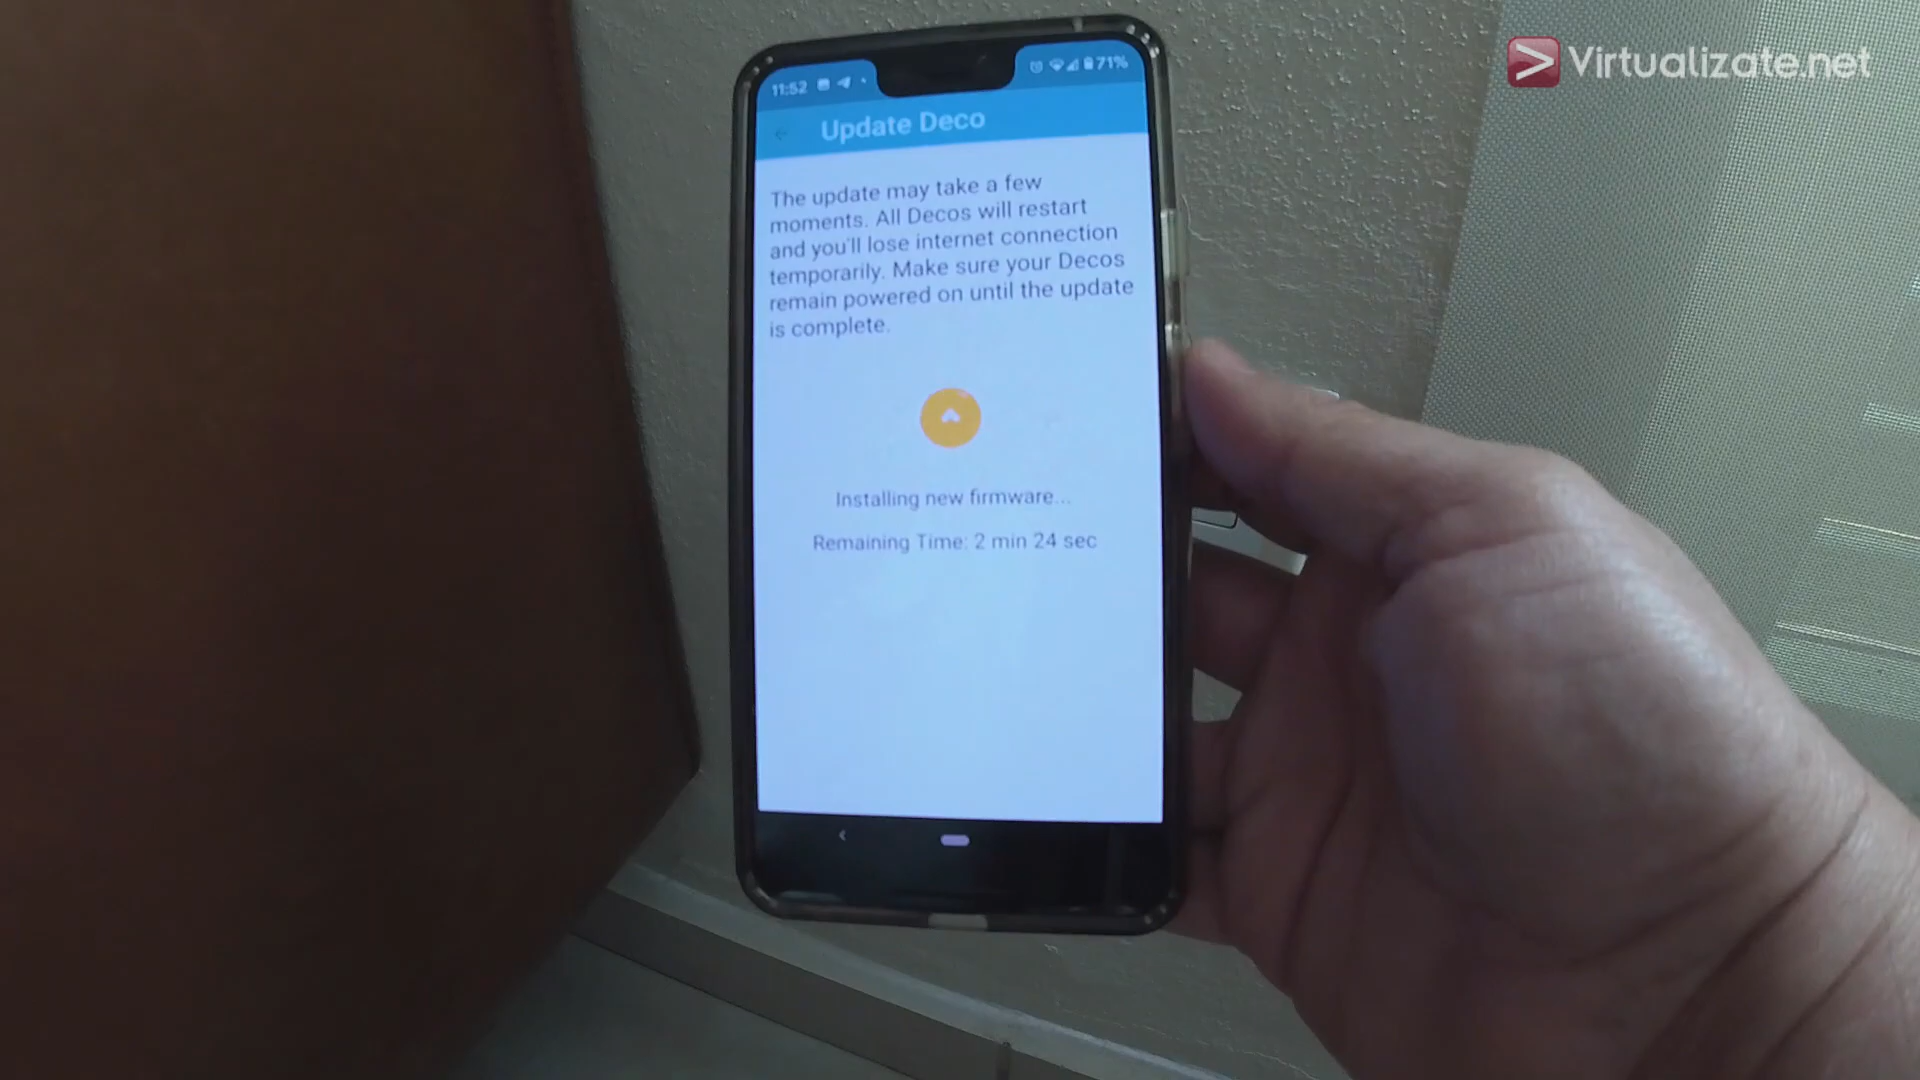 Virtualizate.net
11:52
71%
Update Deco
The update may take a few
moments. All Decos will restart
and you'll lose internet connection
temporarily. Make sure your Decos
remain powered on until the update
is complete.
Installing new firmware...
Remaining Time: 2 min 24 sec